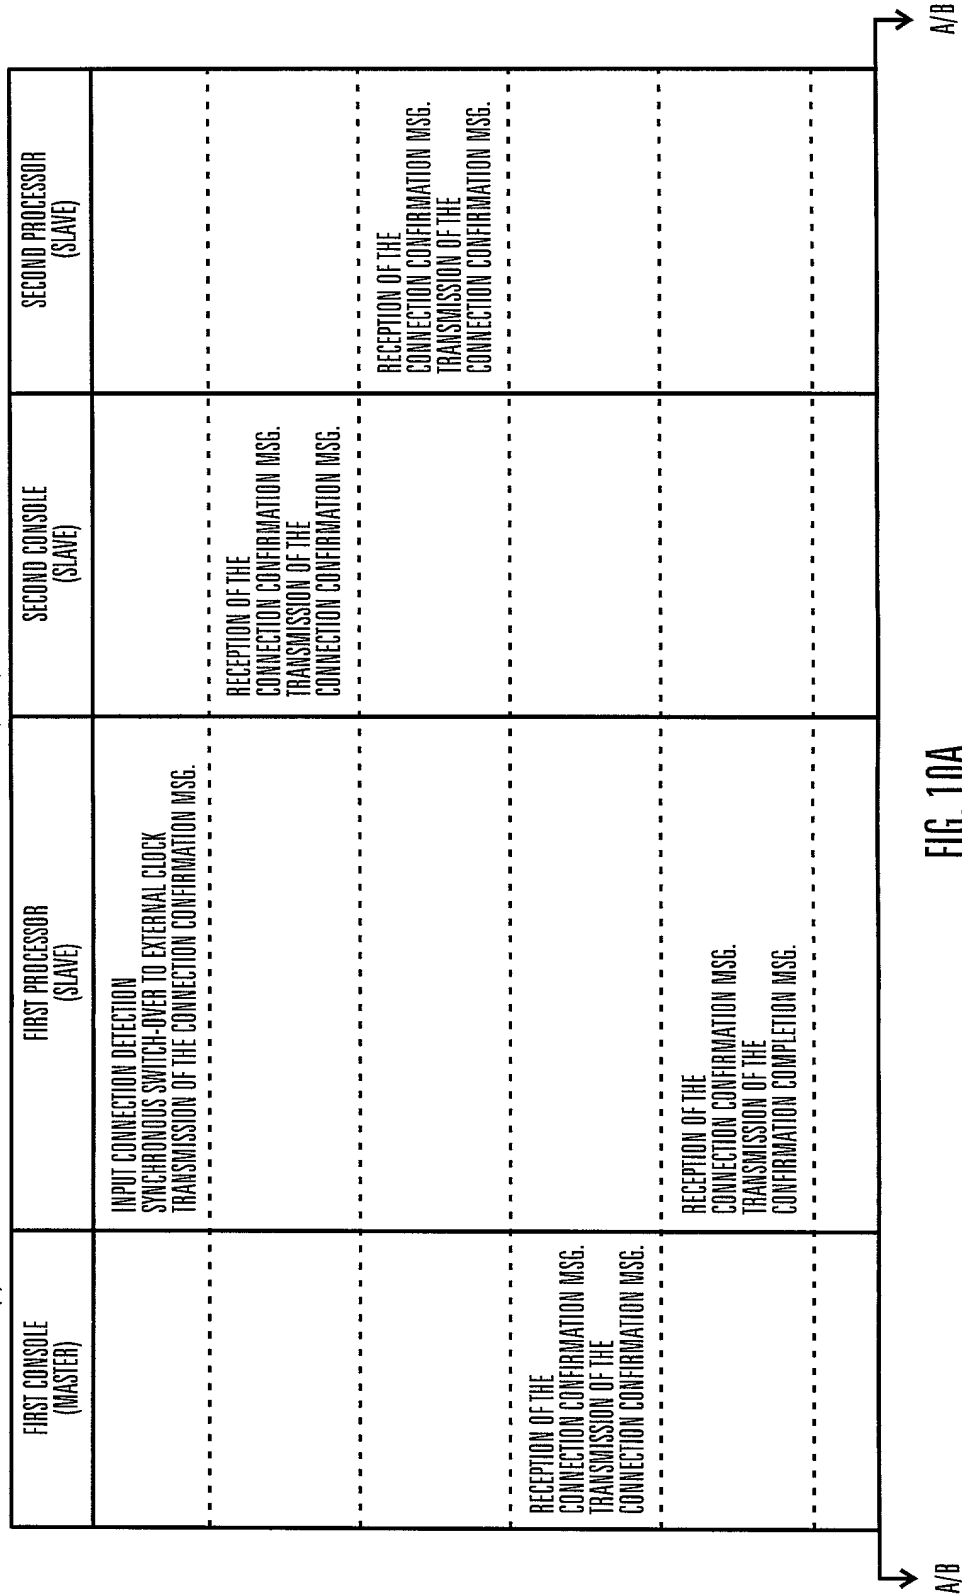 FIRST CONSOLE
(MASTER)
FIRST PROCESSOR
(SLAVE)
SECOND CONSOLE
(SLAVE)
SECOND PROCESSOR
(SLAVE)
INPUT CONNECTION DETECTION
SYNCHRONOUS SWITCH-OVER TO EXTERNAL CLOCK
TRANSMISSION OF THE CONNECTION CONFIRMATION MSG.
RECEPTION OF THE
CONNECTION CONFIRMATION MSG.
TRANSMISSION OF THE
CONNECTION CONFIRMATION MSG.
RECEPTION OF THE
CONNECTION CONFIRMATION MSG.
TRANSMISSION OF THE
CONNECTION CONFIRMATION MSG.
RECEPTION OF THE
CONNECTION CONFIRMATION MSG.
TRANSMISSION OF THE
CONNECTION CONFIRMATION MSG.
RECEPTION OF THE
CONNECTION CONFIRMATION MSG.
TRANSMISSION OF THE
CONFIRMATION COMPLETION MSG.
A/B
A/B
FIG. 10A